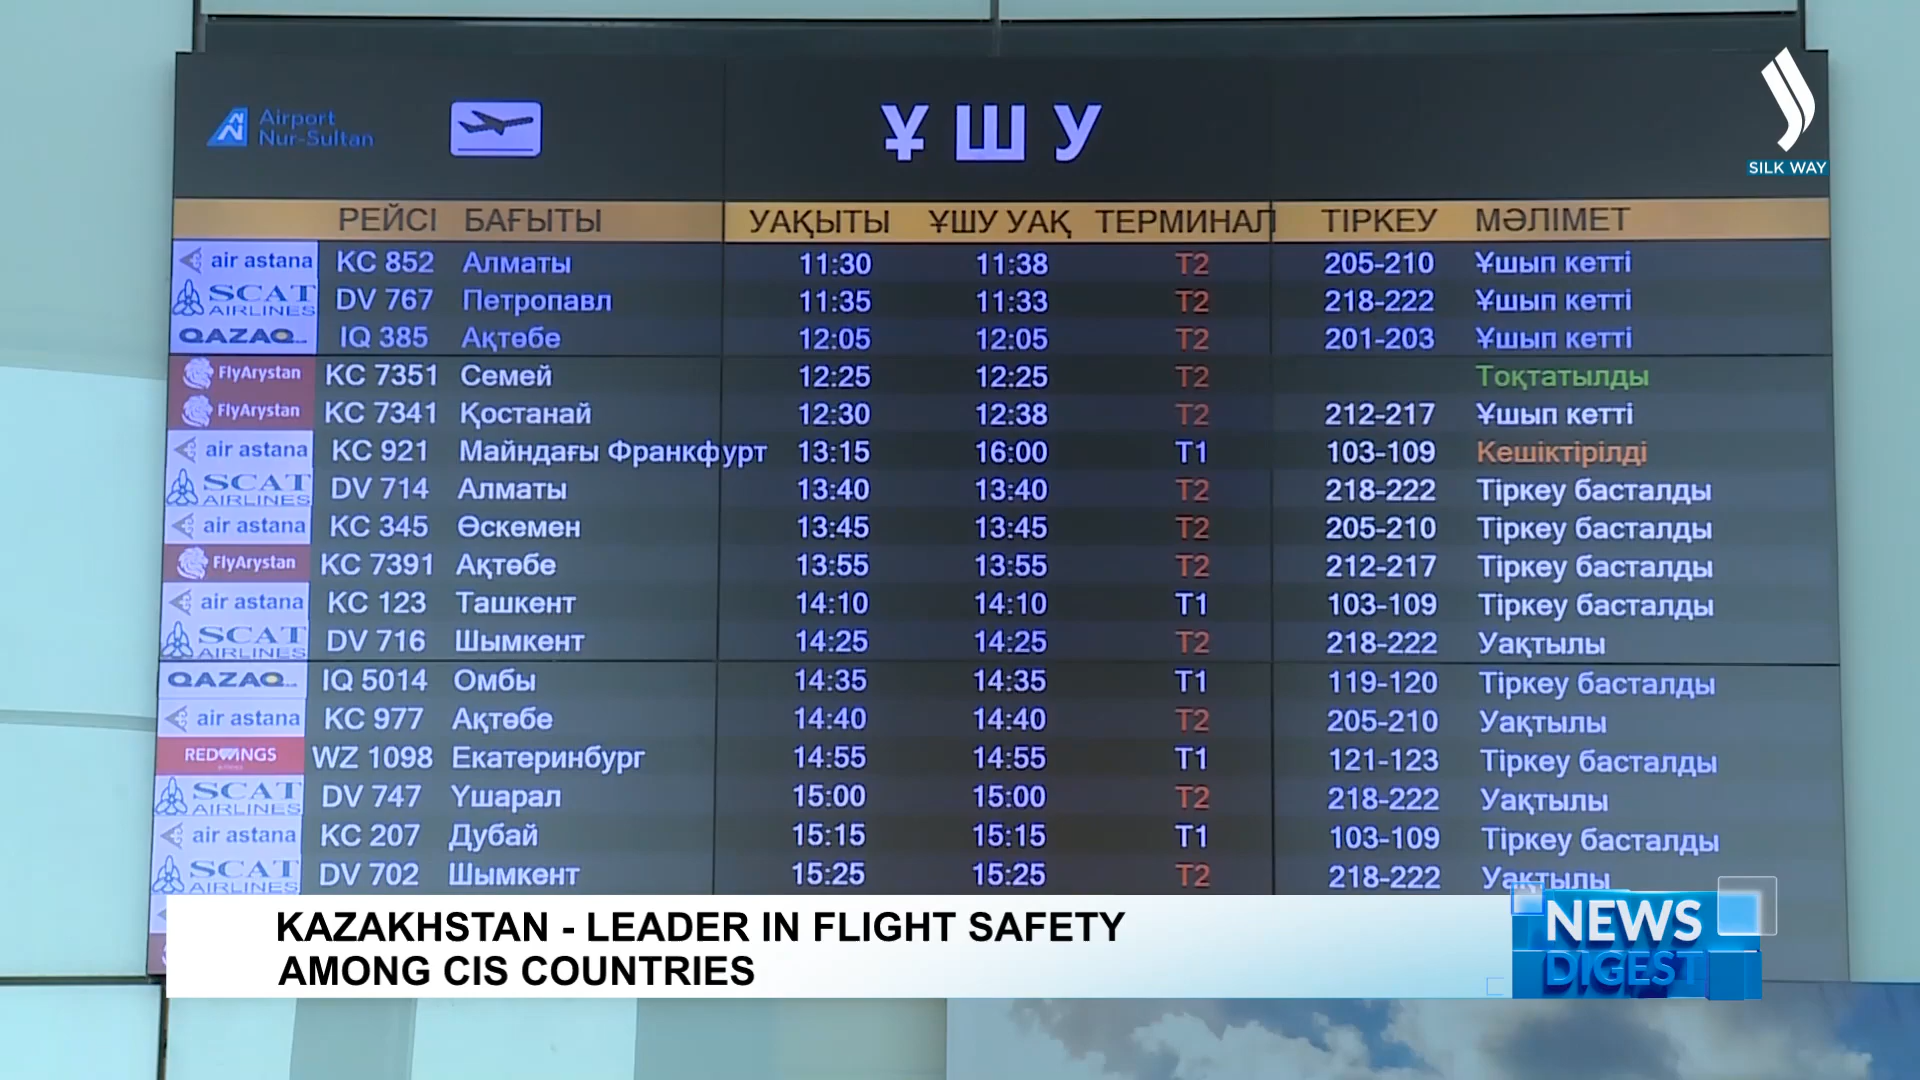 Airport
Nur-Sultan
ҰШУ
SILK WAY
РЕЙСІ БАҒЫТЫ УАҚЫТЫ ҰШУ УАҚ ТЕРМИНАЛ ТІРКЕУ МӘЛІМЕТ
air astana KC 852 Алматы 11:30 11:38 T2 205-210 Ұшып кетті
SCAT AIRLINES DV 767 Петропавл 11:35 11:33 T2 218-222 Ұшып кетті
QAZAQ IQ 385 Ақтөбе 12:05 12:05 T2 201-203 Ұшып кетті
FlyArystan KC 7351 Семей 12:25 12:25 T2 Тоқтатылды
FlyArystan KC 7341 Қостанай 12:30 12:38 T2 212-217 Ұшып кетті
air astana KC 921 Майндағы Франкфурт 13:15 16:00 T1 103-109 Кешіктірілді
SCAT AIRLINES DV 714 Алматы 13:40 13:40 T2 218-222 Тіркеу басталды
air astana KC 345 Өскемен 13:45 13:45 T2 205-210 Тіркеу басталды
FlyArystan KC 7391 Ақтөбе 13:55 13:55 T2 212-217 Тіркеу басталды
air astana KC 123 Ташкент 14:10 14:10 T1 103-109 Тіркеу басталды
SCAT AIRLINES DV 716 Шымкент 14:25 14:25 T2 218-222 Уақтылы
QAZAQ IQ 5014 Омбы 14:35 14:35 T1 119-120 Тіркеу басталды
air astana KC 977 Ақтөбе 14:40 14:40 T2 205-210 Уақтылы
REDWINGS WZ 1098 Екатеринбург 14:55 14:55 T1 121-123 Тіркеу басталды
SCAT AIRLINES DV 747 Үшарал 15:00 15:00 T2 218-222 Уақтылы
air astana KC 207 Дубай 15:15 15:15 T1 103-109 Тіркеу басталды
SCAT AIRLINES DV 702 Шымкент 15:25 15:25 T2 218-222 Уақтылы
KAZAKHSTAN - LEADER IN FLIGHT SAFETY
AMONG CIS COUNTRIES
NEWS
DIGEST